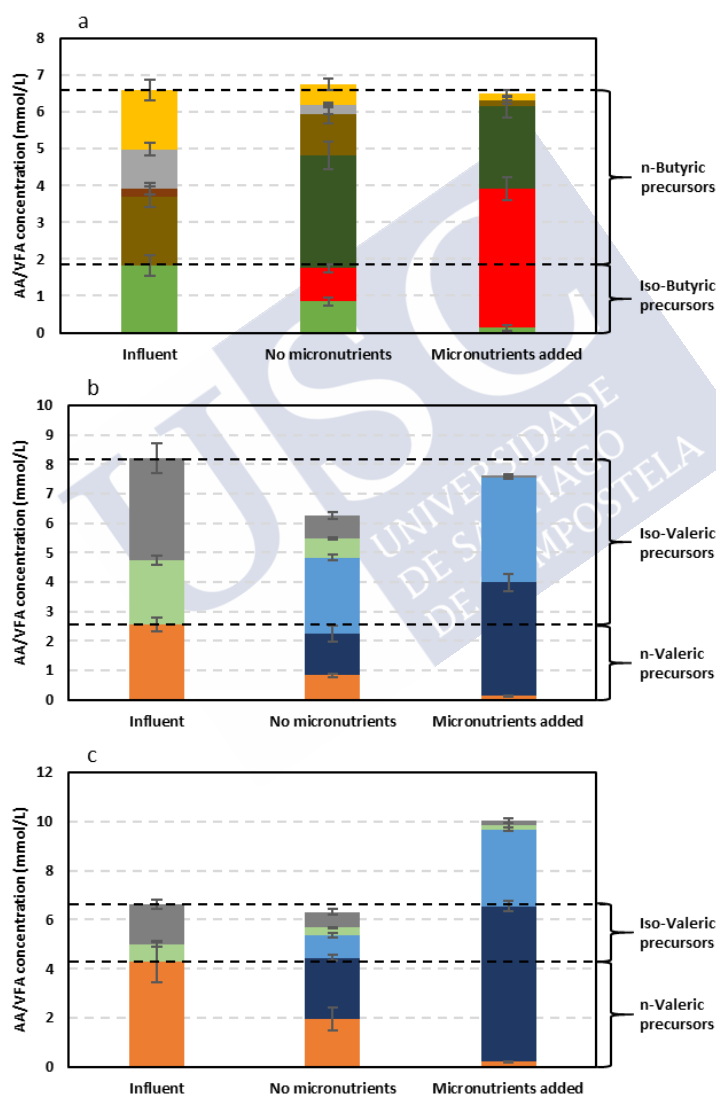 a
AA/VFA concentration (mmol/L)
8
7
6
5
4
3
2
1
0
n-Butyric
precursors
Iso-Butyric
precursors
Influent
No micronutrients
Micronutrients added
b
AA/VFA concentration (mmol/L)
10
9
8
7
6
5
4
3
2
1
0
Iso-Valeric
precursors
n-Valeric
precursors
Influent
No micronutrients
Micronutrients added
c
AA/VFA concentration (mmol/L)
12
10
8
6
4
2
0
Iso-Valeric
precursors
n-Valeric
precursors
Influent
No micronutrients
Micronutrients added
USC
UNIVERSIDADE
DE SANTIAGO
DE COMPOSTELA